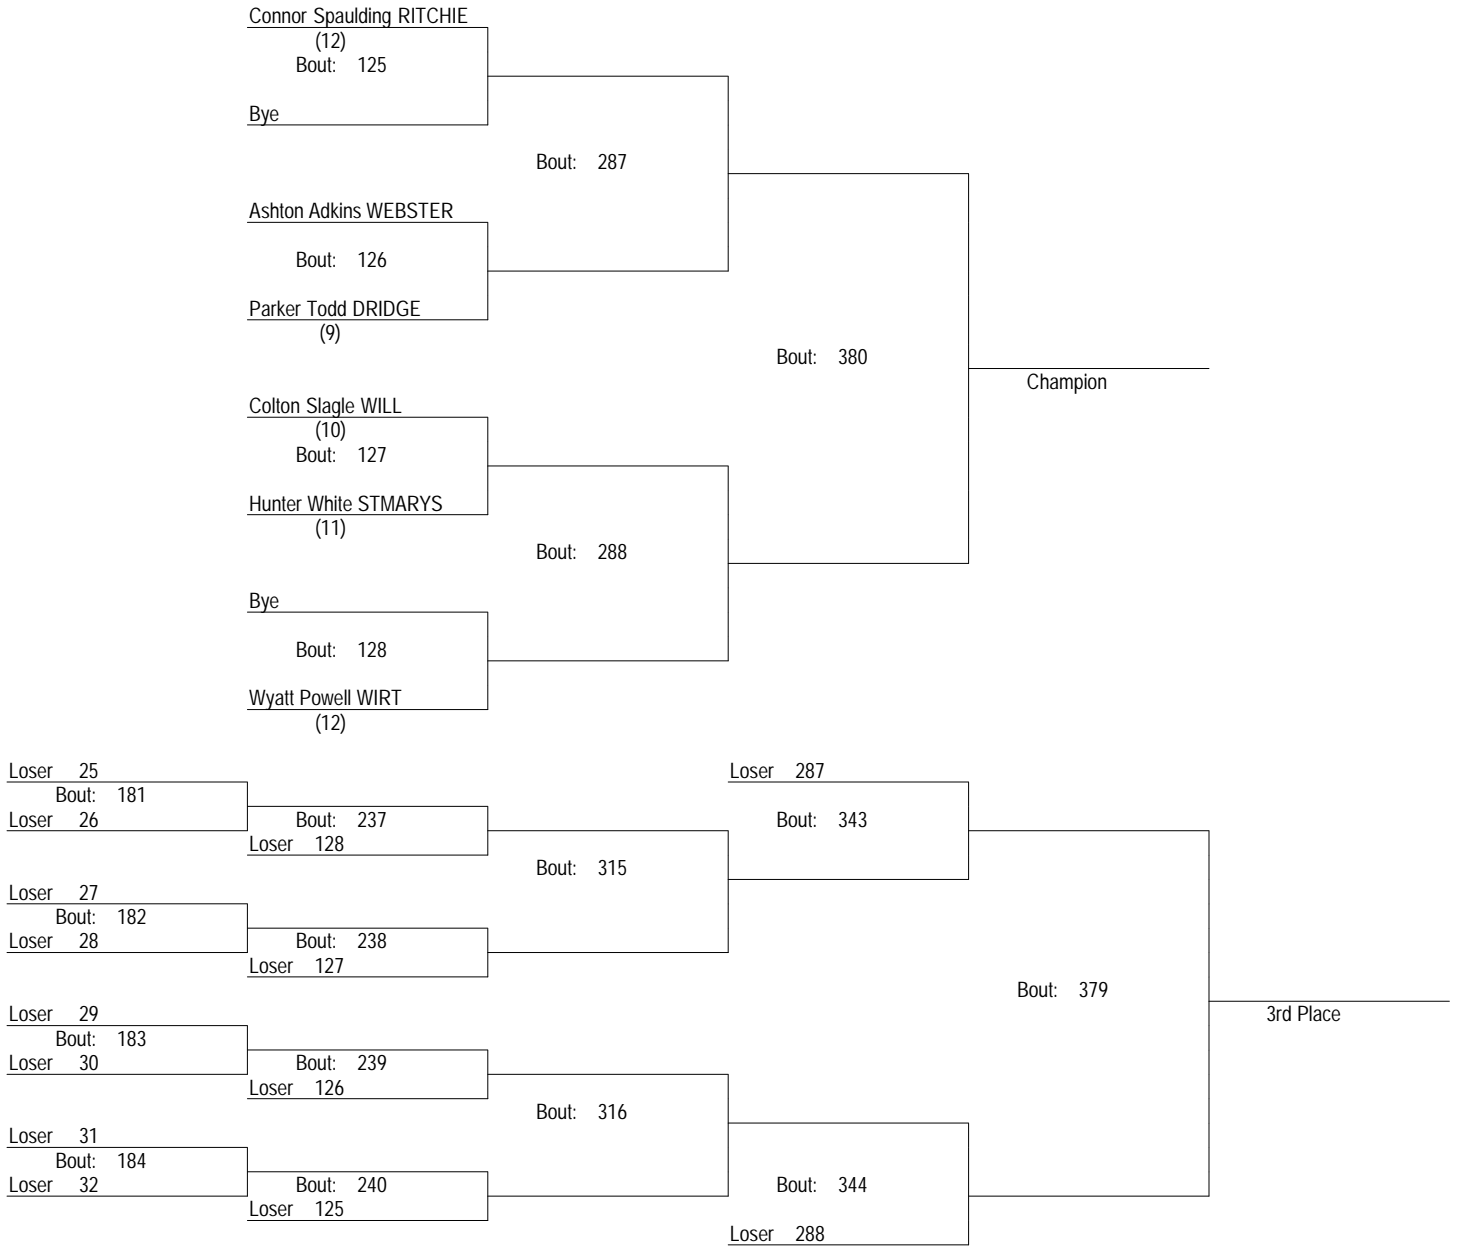 Connor Spaulding RITCHIE
(12)
Bout: 125
Bye
Bout: 287
Ashton Adkins WEBSTER
Bout: 126
Parker Todd DRIDGE
(9)
Bout: 380
Champion
Colton Slagle WILL
(10)
Bout: 127
Hunter White STMARYS
(11)
Bout: 288
Bye
Bout: 128
Wyatt Powell WIRT
(12)
Loser 25
Bout: 181
Loser 26
Bout: 237
Loser 128
Bout: 315
Loser 27
Bout: 182
Loser 28
Bout: 238
Loser 127
Loser 287
Bout: 343
Bout: 379
3rd Place
Loser 29
Bout: 183
Loser 30
Bout: 239
Loser 126
Bout: 316
Loser 31
Bout: 184
Loser 32
Bout: 240
Loser 125
Bout: 344
Loser 288